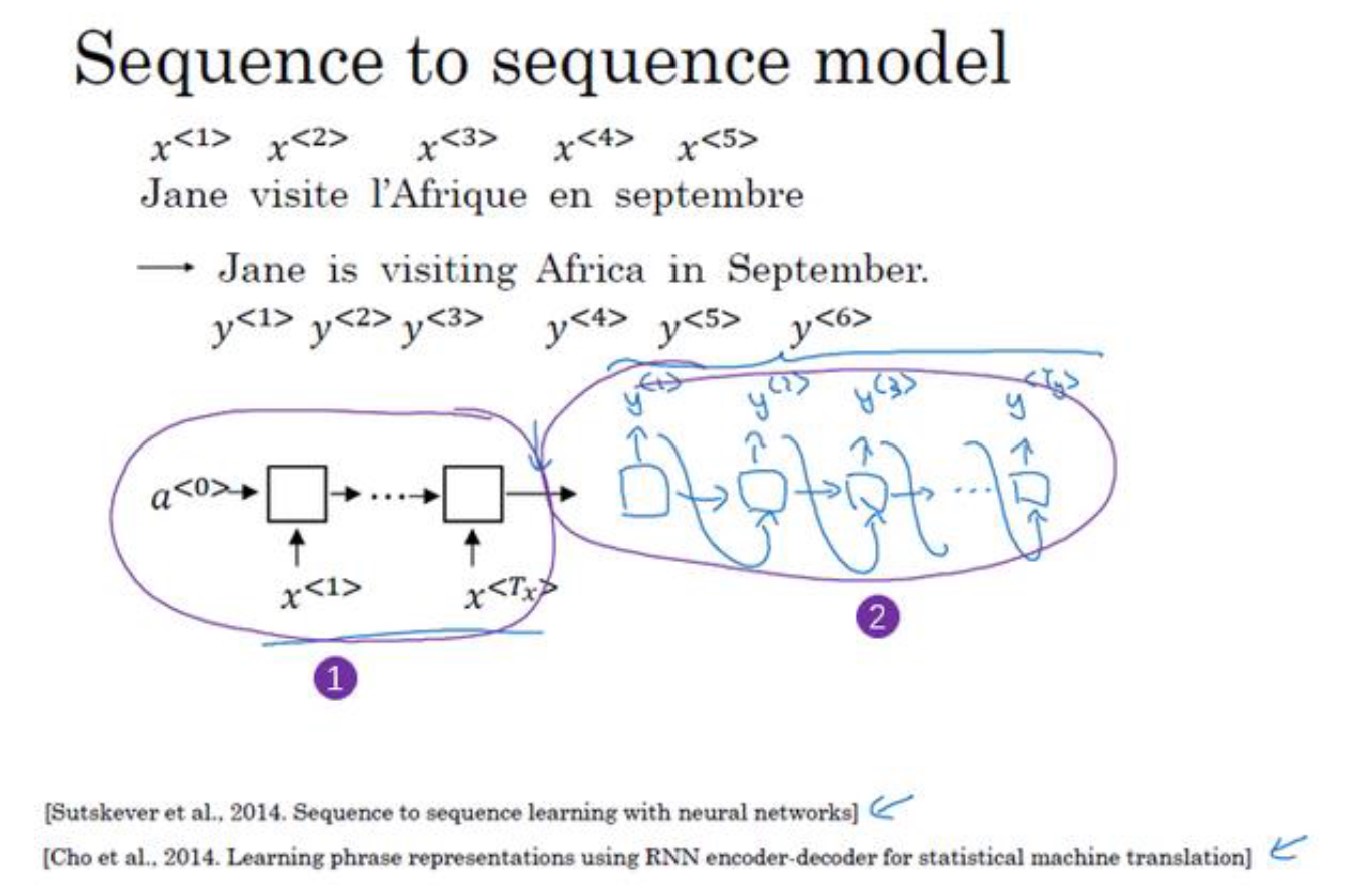 Sequence to sequence model
x<1> x<2> x<3> x<4> x<5>
Jane visite l'Afrique en septembre
→ Jane is visiting Africa in September.
y<1> y<2> y<3> y<4> y<5> y<6>
y<1> y<2> y<3> y<Ty>
a<0> ... ...
x<1> x<Tx>
2
1
[Sutskever et al., 2014. Sequence to sequence learning with neural networks]
[Cho et al., 2014. Learning phrase representations using RNN encoder-decoder for statistical machine translation]